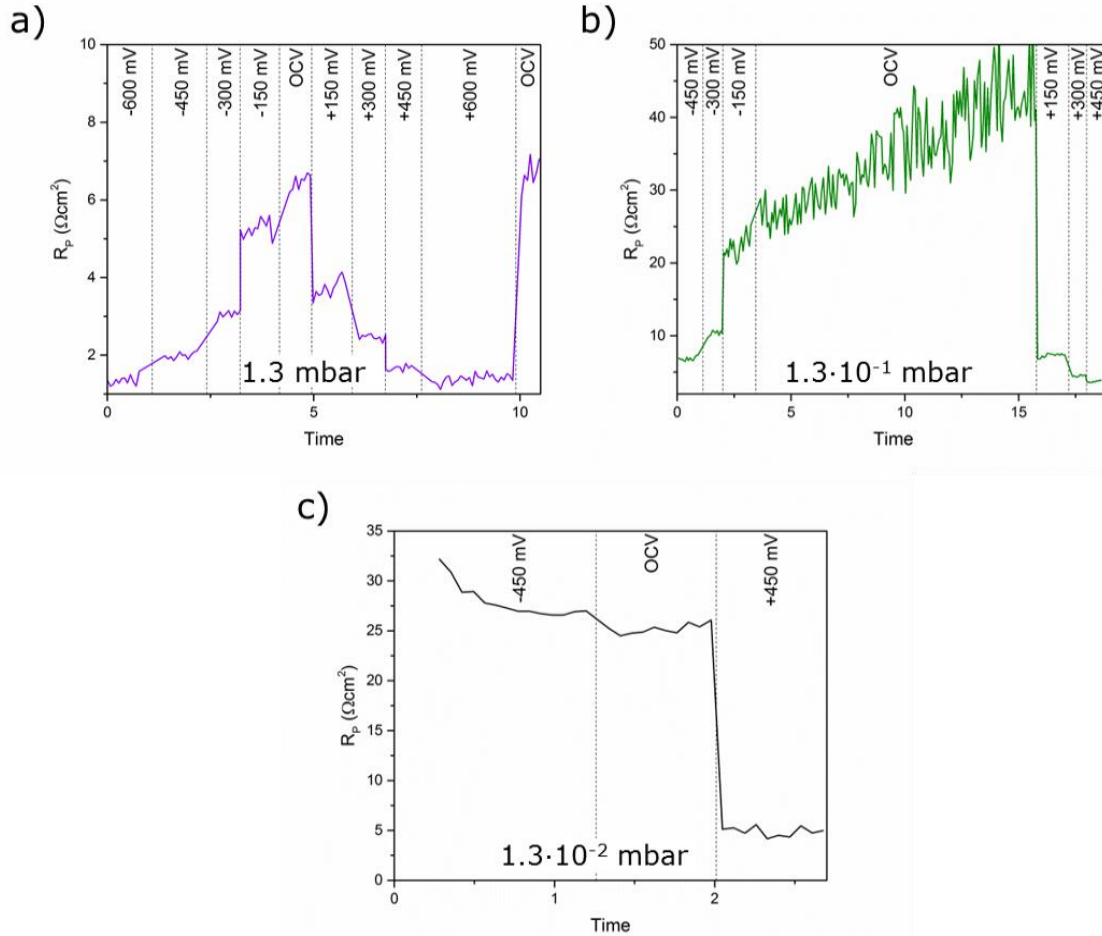 a)
10
8
6
4
2
R_P (Ωcm²)
-600 mV
-450 mV
-300 mV
-150 mV
OCV
+150 mV
+300 mV
+450 mV
+600 mV
OCV
1.3 mbar
0
5
10
Time
b)
50
40
30
20
10
R_P (Ωcm²)
-450 mV
-300 mV
-150 mV
OCV
+150 mV
+300 mV
+450 mV
1.3·10⁻¹ mbar
0
5
10
15
Time
c)
35
30
25
20
15
10
5
0
R_P (Ωcm²)
-450 mV
OCV
+450 mV
1.3·10⁻² mbar
0
1
2
Time